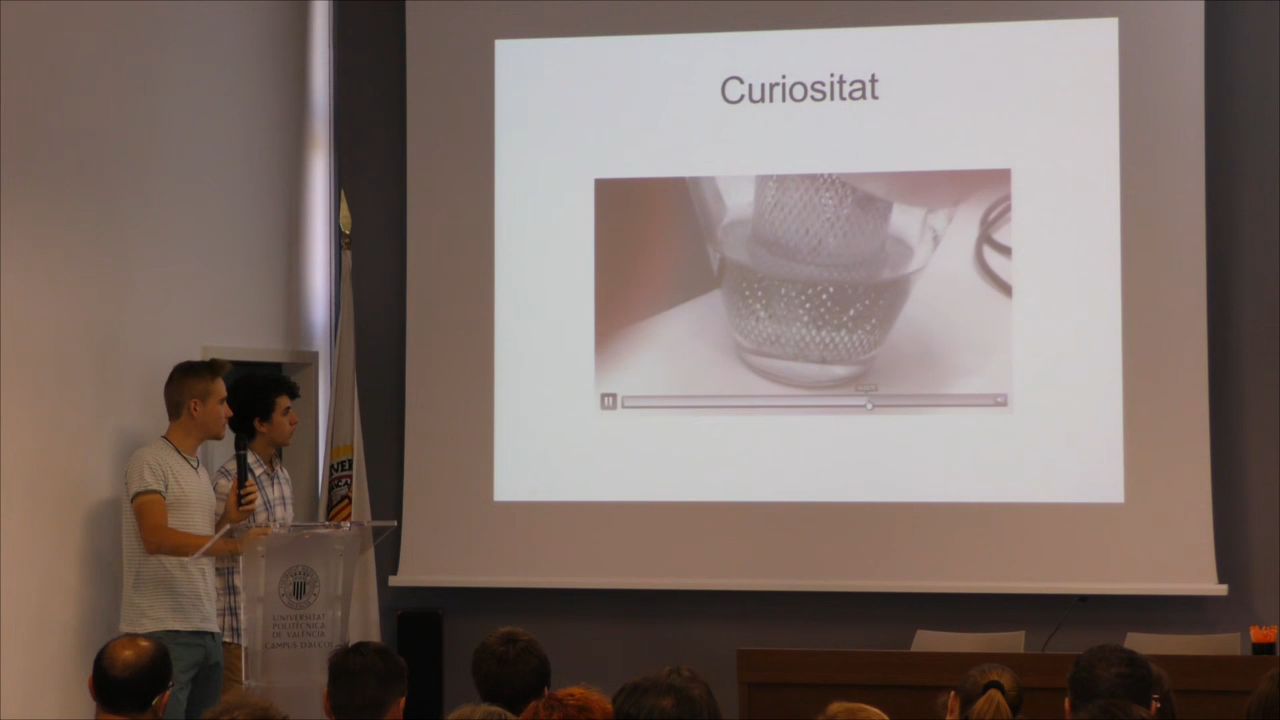 Curiositat
UNIVERSITAT
POLITÈCNICA
DE VALÈNCIA
CAMPUS D'ALCOI